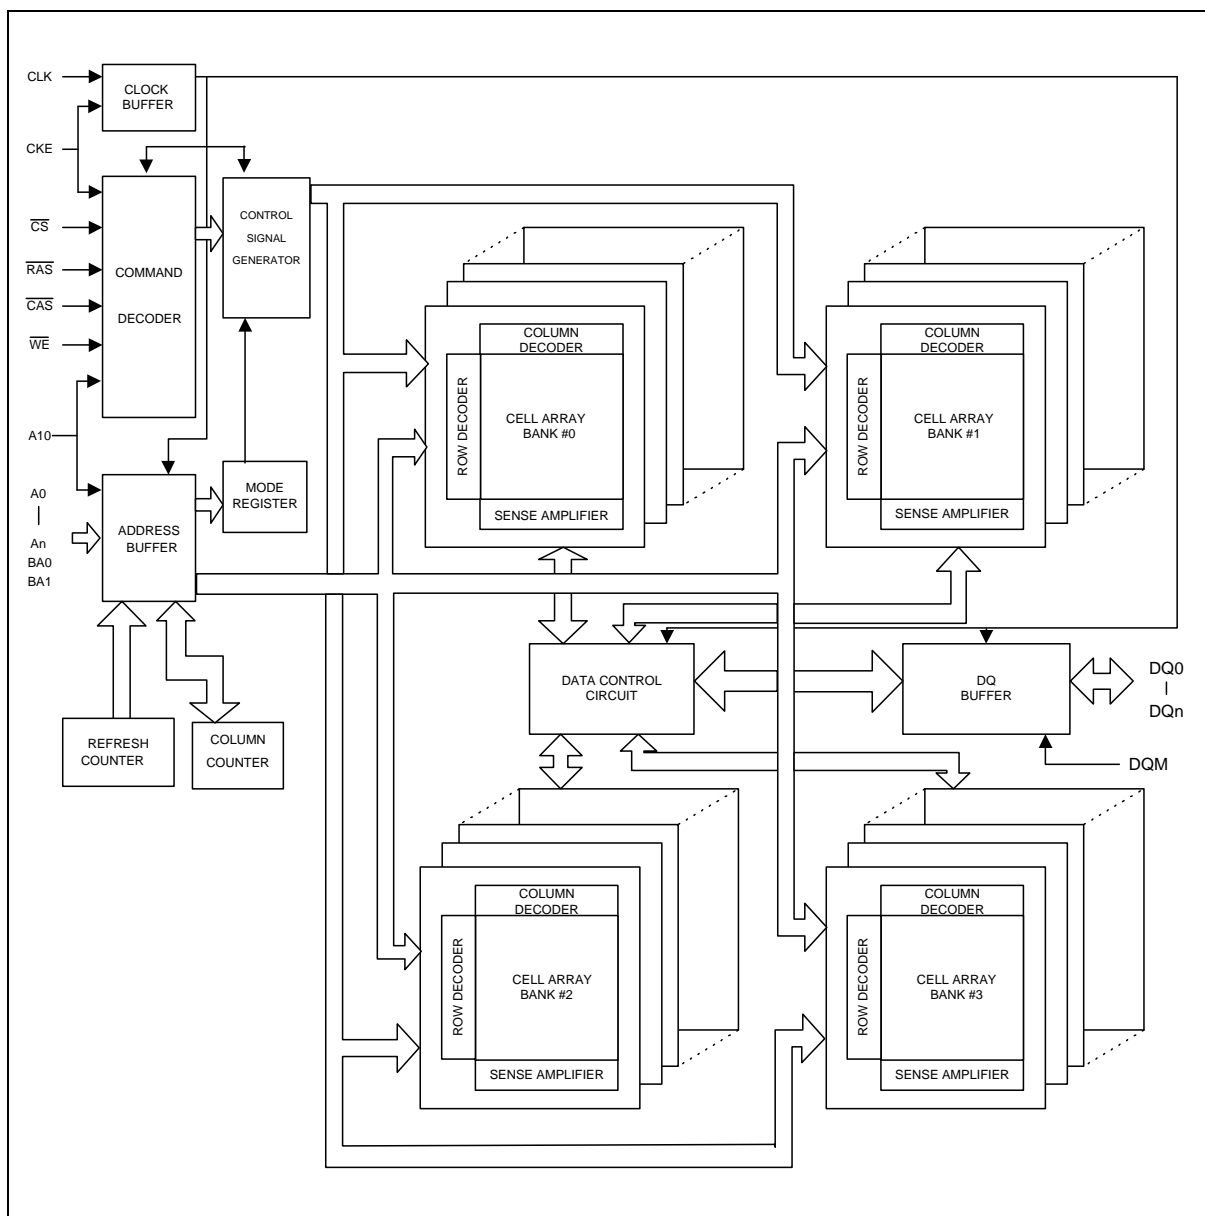 CLK
CLOCK
BUFFER
CKE
CS
RAS
CAS
WE
COMMAND
DECODER
CONTROL
SIGNAL
GENERATOR
A10
A0
An
BA0
BA1
ADDRESS
BUFFER
MODE
REGISTER
REFRESH
COUNTER
COLUMN
COUNTER
COLUMN
DECODER
ROW DECODER
CELL ARRAY
BANK #0
SENSE AMPLIFIER
COLUMN
DECODER
ROW DECODER
CELL ARRAY
BANK #1
SENSE AMPLIFIER
DATA CONTROL
CIRCUIT
DQ
BUFFER
DQ0
DQn
DQM
COLUMN
DECODER
ROW DECODER
CELL ARRAY
BANK #2
SENSE AMPLIFIER
COLUMN
DECODER
ROW DECODER
CELL ARRAY
BANK #3
SENSE AMPLIFIER